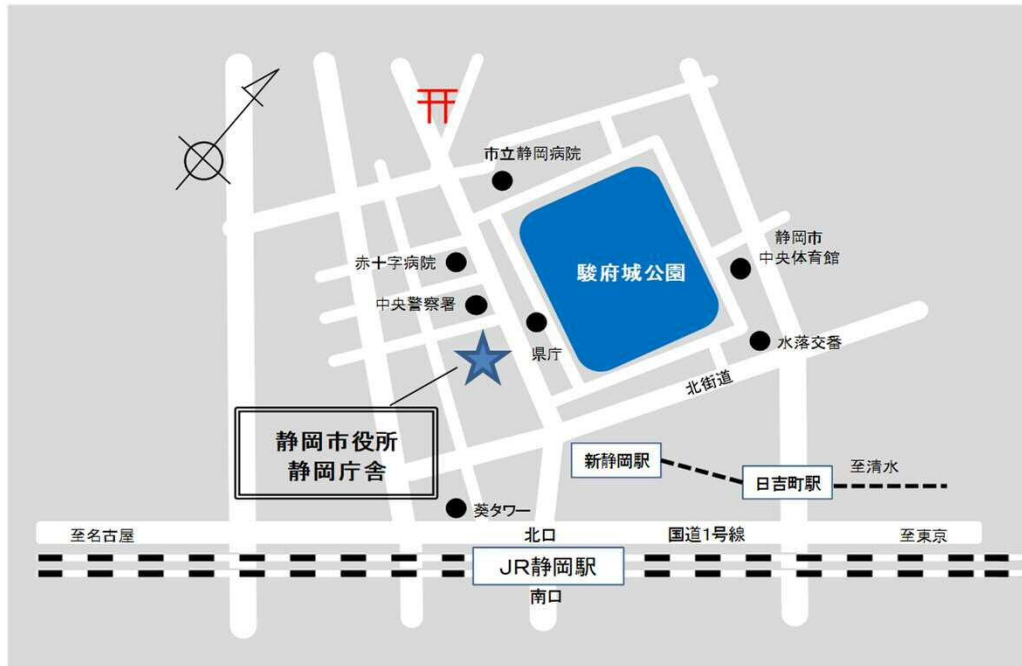 市立静岡病院
静岡市
中央体育館
赤十字病院
駿府城公園
中央警察署
県庁
水落交番
北街道
静岡市役所
静岡庁舎
新静岡駅
至清水
日吉町駅
葵タワー
至名古屋
北口
国道1号線
至東京
JR静岡駅
南口